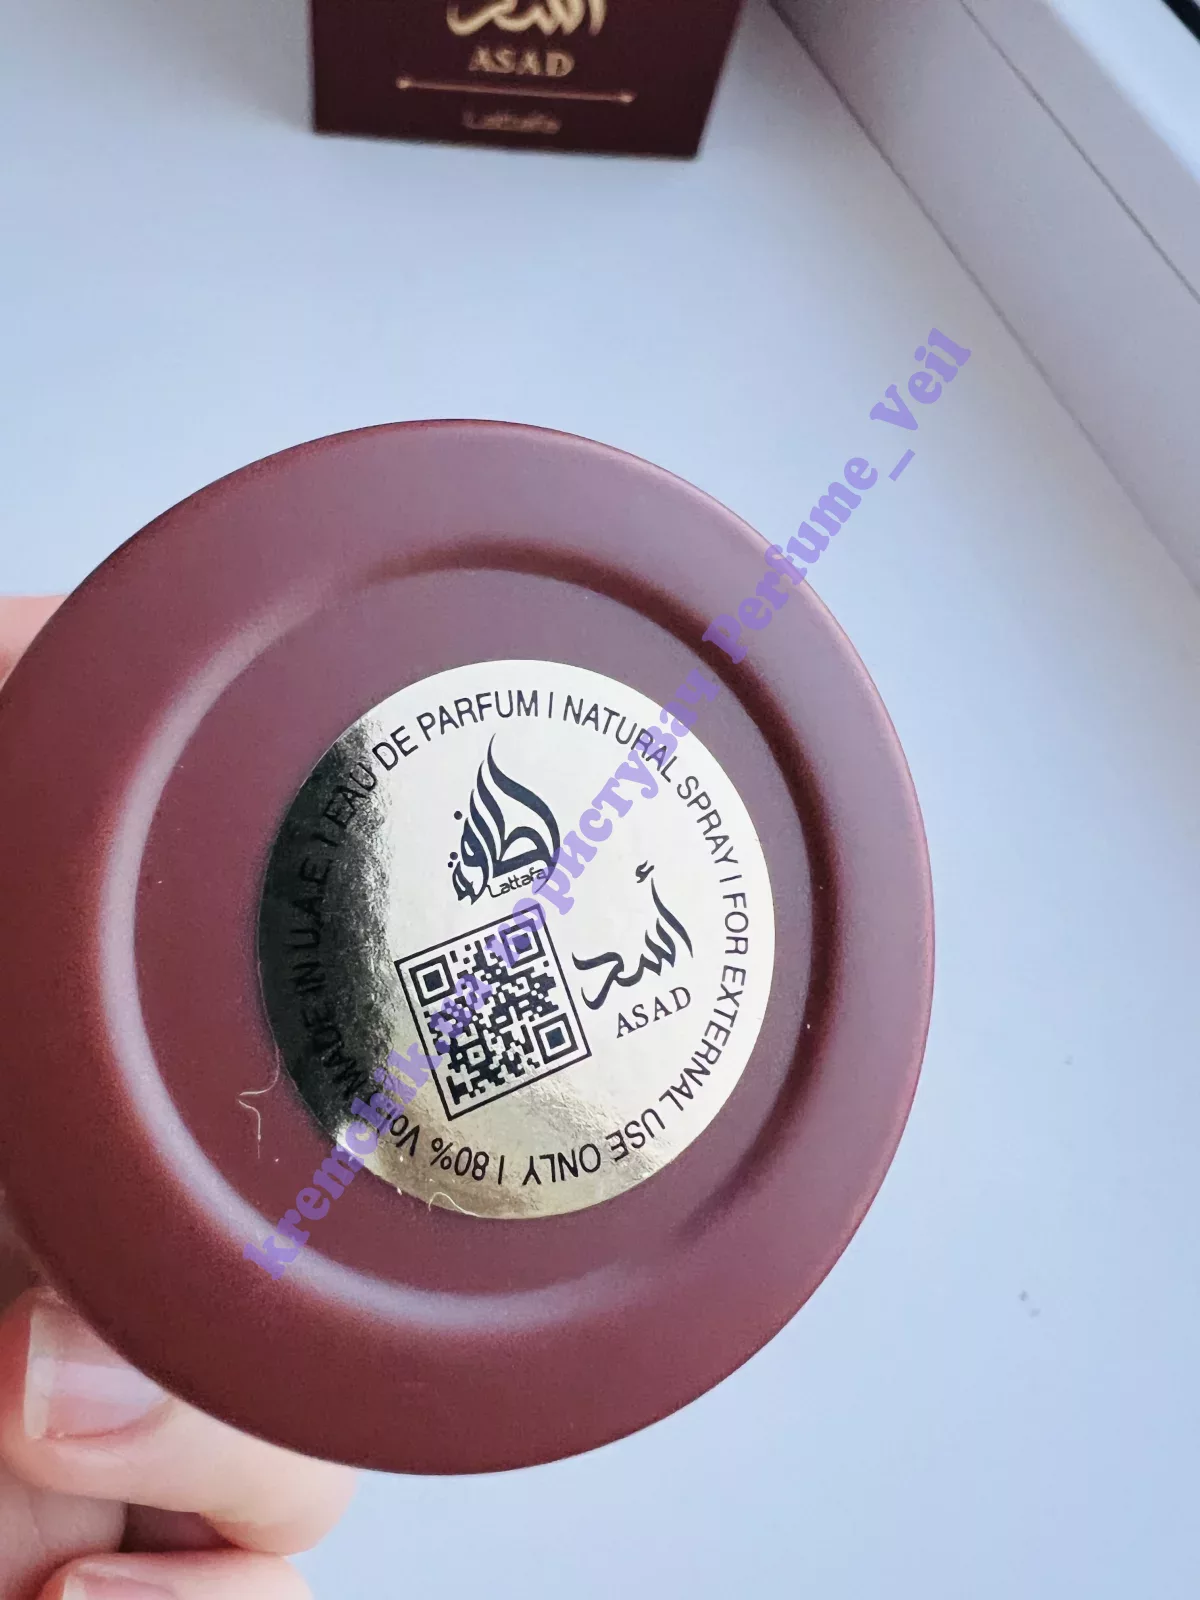 أسد
ASAD
Lattafa
MADE IN U.A.E | EAU DE PARFUM | NATURAL SPRAY | FOR EXTERNAL USE ONLY | 80% Vol
لطافة
Lattafa
أسد
ASAD
kremchik.ua користувач Perfume_Veil